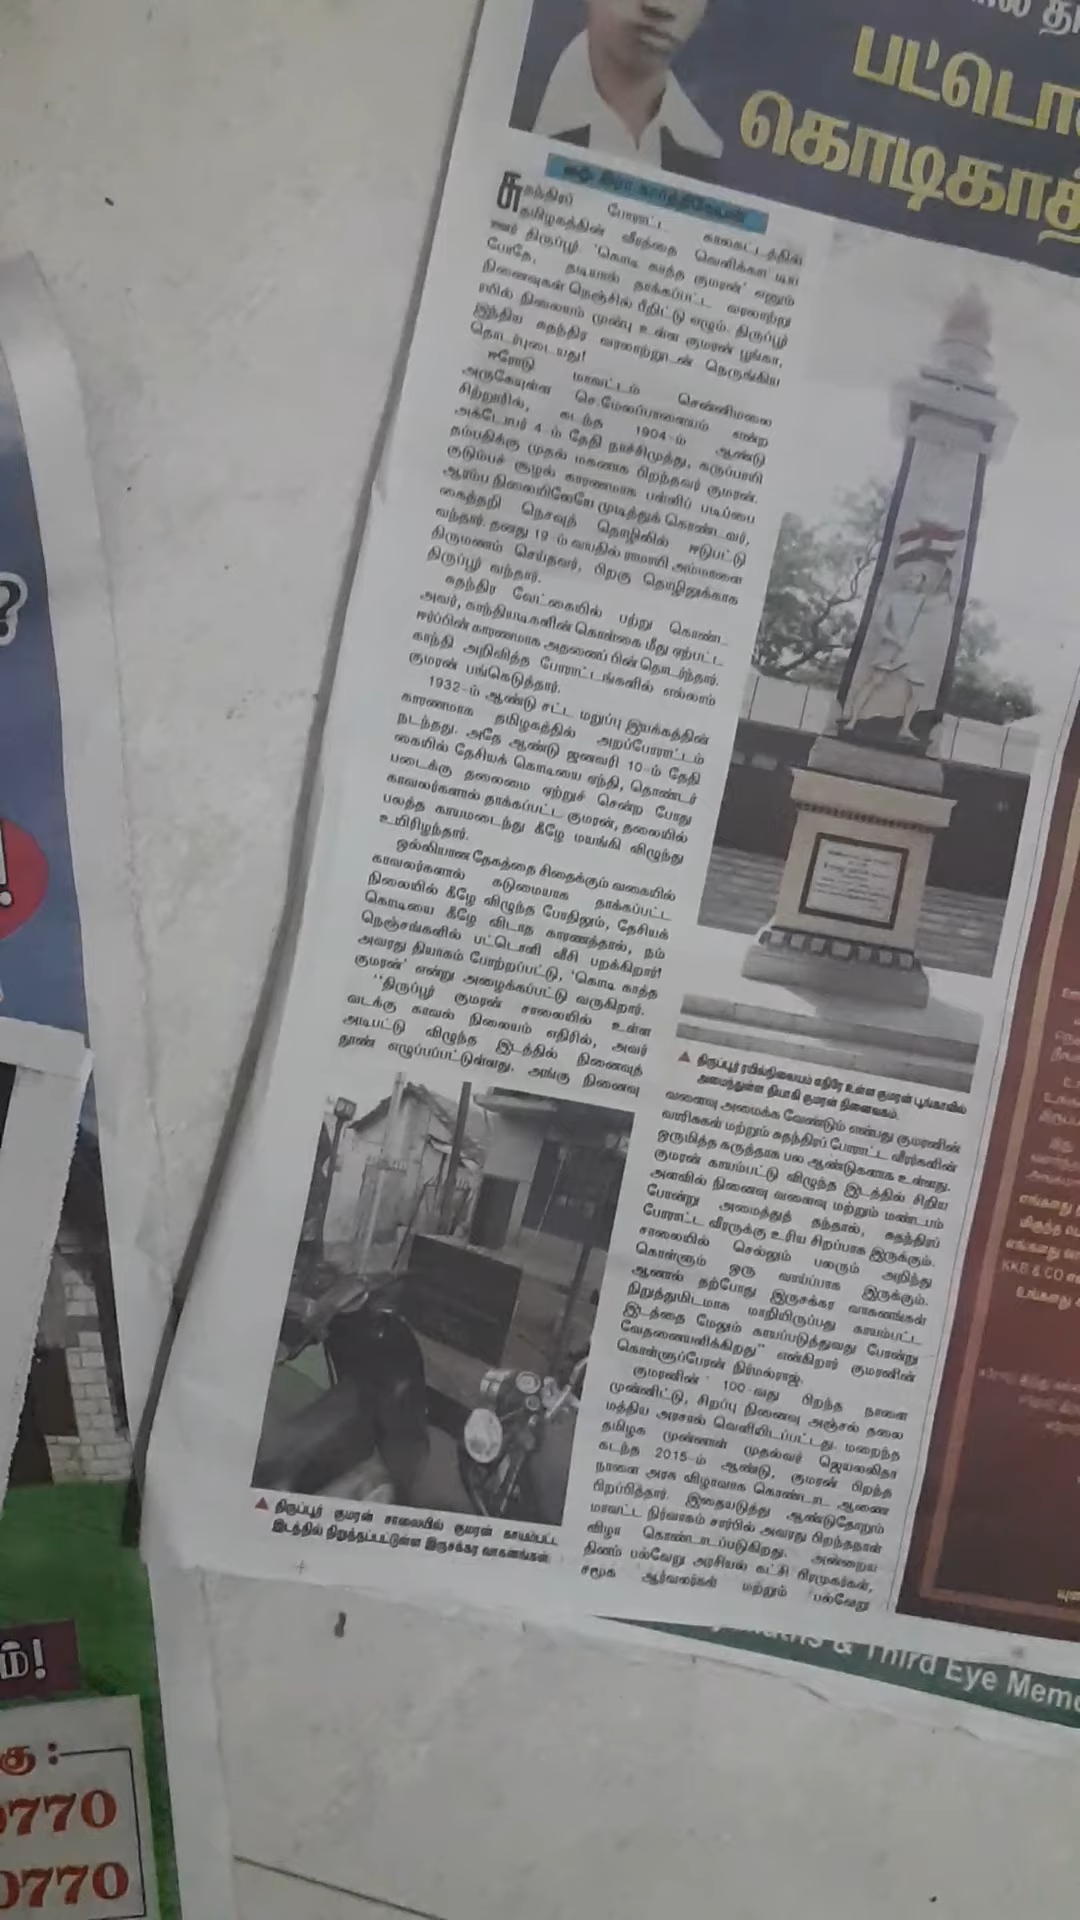 பட்டொ
கொடிகாத்
சுதந்திரப் போராட்ட காலகட்டத்தில்
தமிழகத்தின் வீரத்தை வெளிக்காட்டிய
ஊர் திருப்பூர். 'கொடி காத்த குமரன்' எனும்
போதே, தடியால் தாக்கப்பட்ட வரலாற்று
நினைவுகள் நெஞ்சில் பீறிட்டு எழும். திருப்பூர்
ரயில் நிலையம் முன்பு உள்ள குமரன் பூங்கா,
இந்திய சுதந்திர வரலாற்றுடன் நெருங்கிய
தொடர்புடையது!
ஈரோடு மாவட்டம் சென்னிமலை
அருகேயுள்ள செ.மேலப்பாளையம் என்ற
சிற்றூரில், கடந்த 1904-ம் ஆண்டு
அக்டோபர் 4-ம் தேதி நாச்சிமுத்து, கருப்பாயி
தம்பதிக்கு முதல் மகனாக பிறந்தவர் குமரன்.
குடும்பச் சூழல் காரணமாக பள்ளிப் படிப்பை
ஆரம்ப நிலையிலேயே முடித்துக் கொண்டவர்,
கைத்தறி நெசவுத் தொழிலில் ஈடுபட்டு
வந்தார். தனது 19-ம் வயதில் ராமாயி அம்மாளை
திருமணம் செய்தவர், பிறகு தொழிலுக்காக
திருப்பூர் வந்தார்.
சுதந்திர வேட்கையில் பற்று கொண்ட
அவர், காந்தியடிகளின் கொள்கை மீது ஏற்பட்ட
ஈர்ப்பின் காரணமாக அதனைப் பின்தொடர்ந்தார்.
காந்தி அறிவித்த போராட்டங்களில் எல்லாம்
குமரன் பங்கெடுத்தார்.
1932-ம் ஆண்டு சட்ட மறுப்பு இயக்கத்தின்
காரணமாக தமிழகத்தில் அறப்போராட்டம்
நடந்தது. அதே ஆண்டு ஜனவரி 10-ம் தேதி
கையில் தேசியக் கொடியை ஏந்தி, தொண்டர்
படைக்கு தலைமை ஏற்றுச் சென்ற போது
காவலர்களால் தாக்கப்பட்ட குமரன், தலையில்
பலத்த காயமடைந்து கீழே மயங்கி விழுந்து
உயிரிழந்தார்.
ஒல்லியான தேகத்தை சிதைக்கும் வகையில்
காவலர்களால் கடுமையாக தாக்கப்பட்ட
நிலையில் கீழே விழுந்த போதிலும், தேசியக்
கொடியை கீழே விடாத காரணத்தால், நம்
நெஞ்சங்களில் பட்டொளி வீசி பறக்கிறார்!
அவரது தியாகம் போற்றப்பட்டு, 'கொடி காத்த
குமரன்' என்று அழைக்கப்பட்டு வருகிறார்.
''திருப்பூர் குமரன் சாலையில் உள்ள
வடக்கு காவல் நிலையம் எதிரில், அவர்
அடிபட்டு விழுந்த இடத்தில் நினைவுத்
தூண் எழுப்பப்பட்டுள்ளது. அங்கு நினைவு
▲ திருப்பூர் குமரன் சாலையில் குமரன் காயம்பட்ட
இடத்தில் நிறுத்தப்பட்டுள்ள இருசக்கர வாகனங்கள்
▲ திருப்பூர் ரயில்நிலையம் எதிரே உள்ள குமரன் பூங்காவில்
அமைந்துள்ள தியாகி குமரன் நினைவகம்.
வளைவு அமைக்க வேண்டும் என்பது குமரனின்
வாரிசுகள் மற்றும் சுதந்திரப் போராட்ட வீரர்களின்
ஒருமித்த கருத்தாக பல ஆண்டுகளாக உள்ளது.
குமரன் காயம்பட்டு விழுந்த இடத்தில் சிறிய
அளவில் நினைவு வளைவு மற்றும் மண்டபம்
போன்று அமைத்துத் தந்தால், சுதந்திரப்
போராட்ட வீரருக்கு உரிய சிறப்பாக இருக்கும்.
சாலையில் செல்லும் பலரும் அறிந்து
கொள்ளும் ஒரு வாய்ப்பாக இருக்கும்.
ஆனால் தற்போது இருசக்கர வாகனங்கள்
நிறுத்துமிடமாக மாறியிருப்பது காயம்பட்ட
இடத்தை மேலும் காயப்படுத்துவது போன்று
வேதனையளிக்கிறது'' என்கிறார் குமரனின்
கொள்ளுப்பேரன் நிர்மல்ராஜ்.
குமரனின் 100-வது பிறந்த நாளை
முன்னிட்டு, சிறப்பு நினைவு அஞ்சல் தலை
மத்திய அரசால் வெளியிடப்பட்டது. மறைந்த
தமிழக முன்னாள் முதல்வர் ஜெயலலிதா
கடந்த 2015-ம் ஆண்டு, குமரன் பிறந்த
நாளை அரசு விழாவாக கொண்டாட ஆணை
பிறப்பித்தார். இதையடுத்து ஆண்டுதோறும்
மாவட்ட நிர்வாகம் சார்பில் அவரது பிறந்தநாள்
விழா கொண்டாடப்படுகிறது. அன்றைய
தினம் பல்வேறு அரசியல் கட்சி பிரமுகர்கள்,
சமூக ஆர்வலர்கள் மற்றும் பல்வேறு
KKB & CO
& Third Eye Memo
?
!
ம்!
கு :
0770
0770